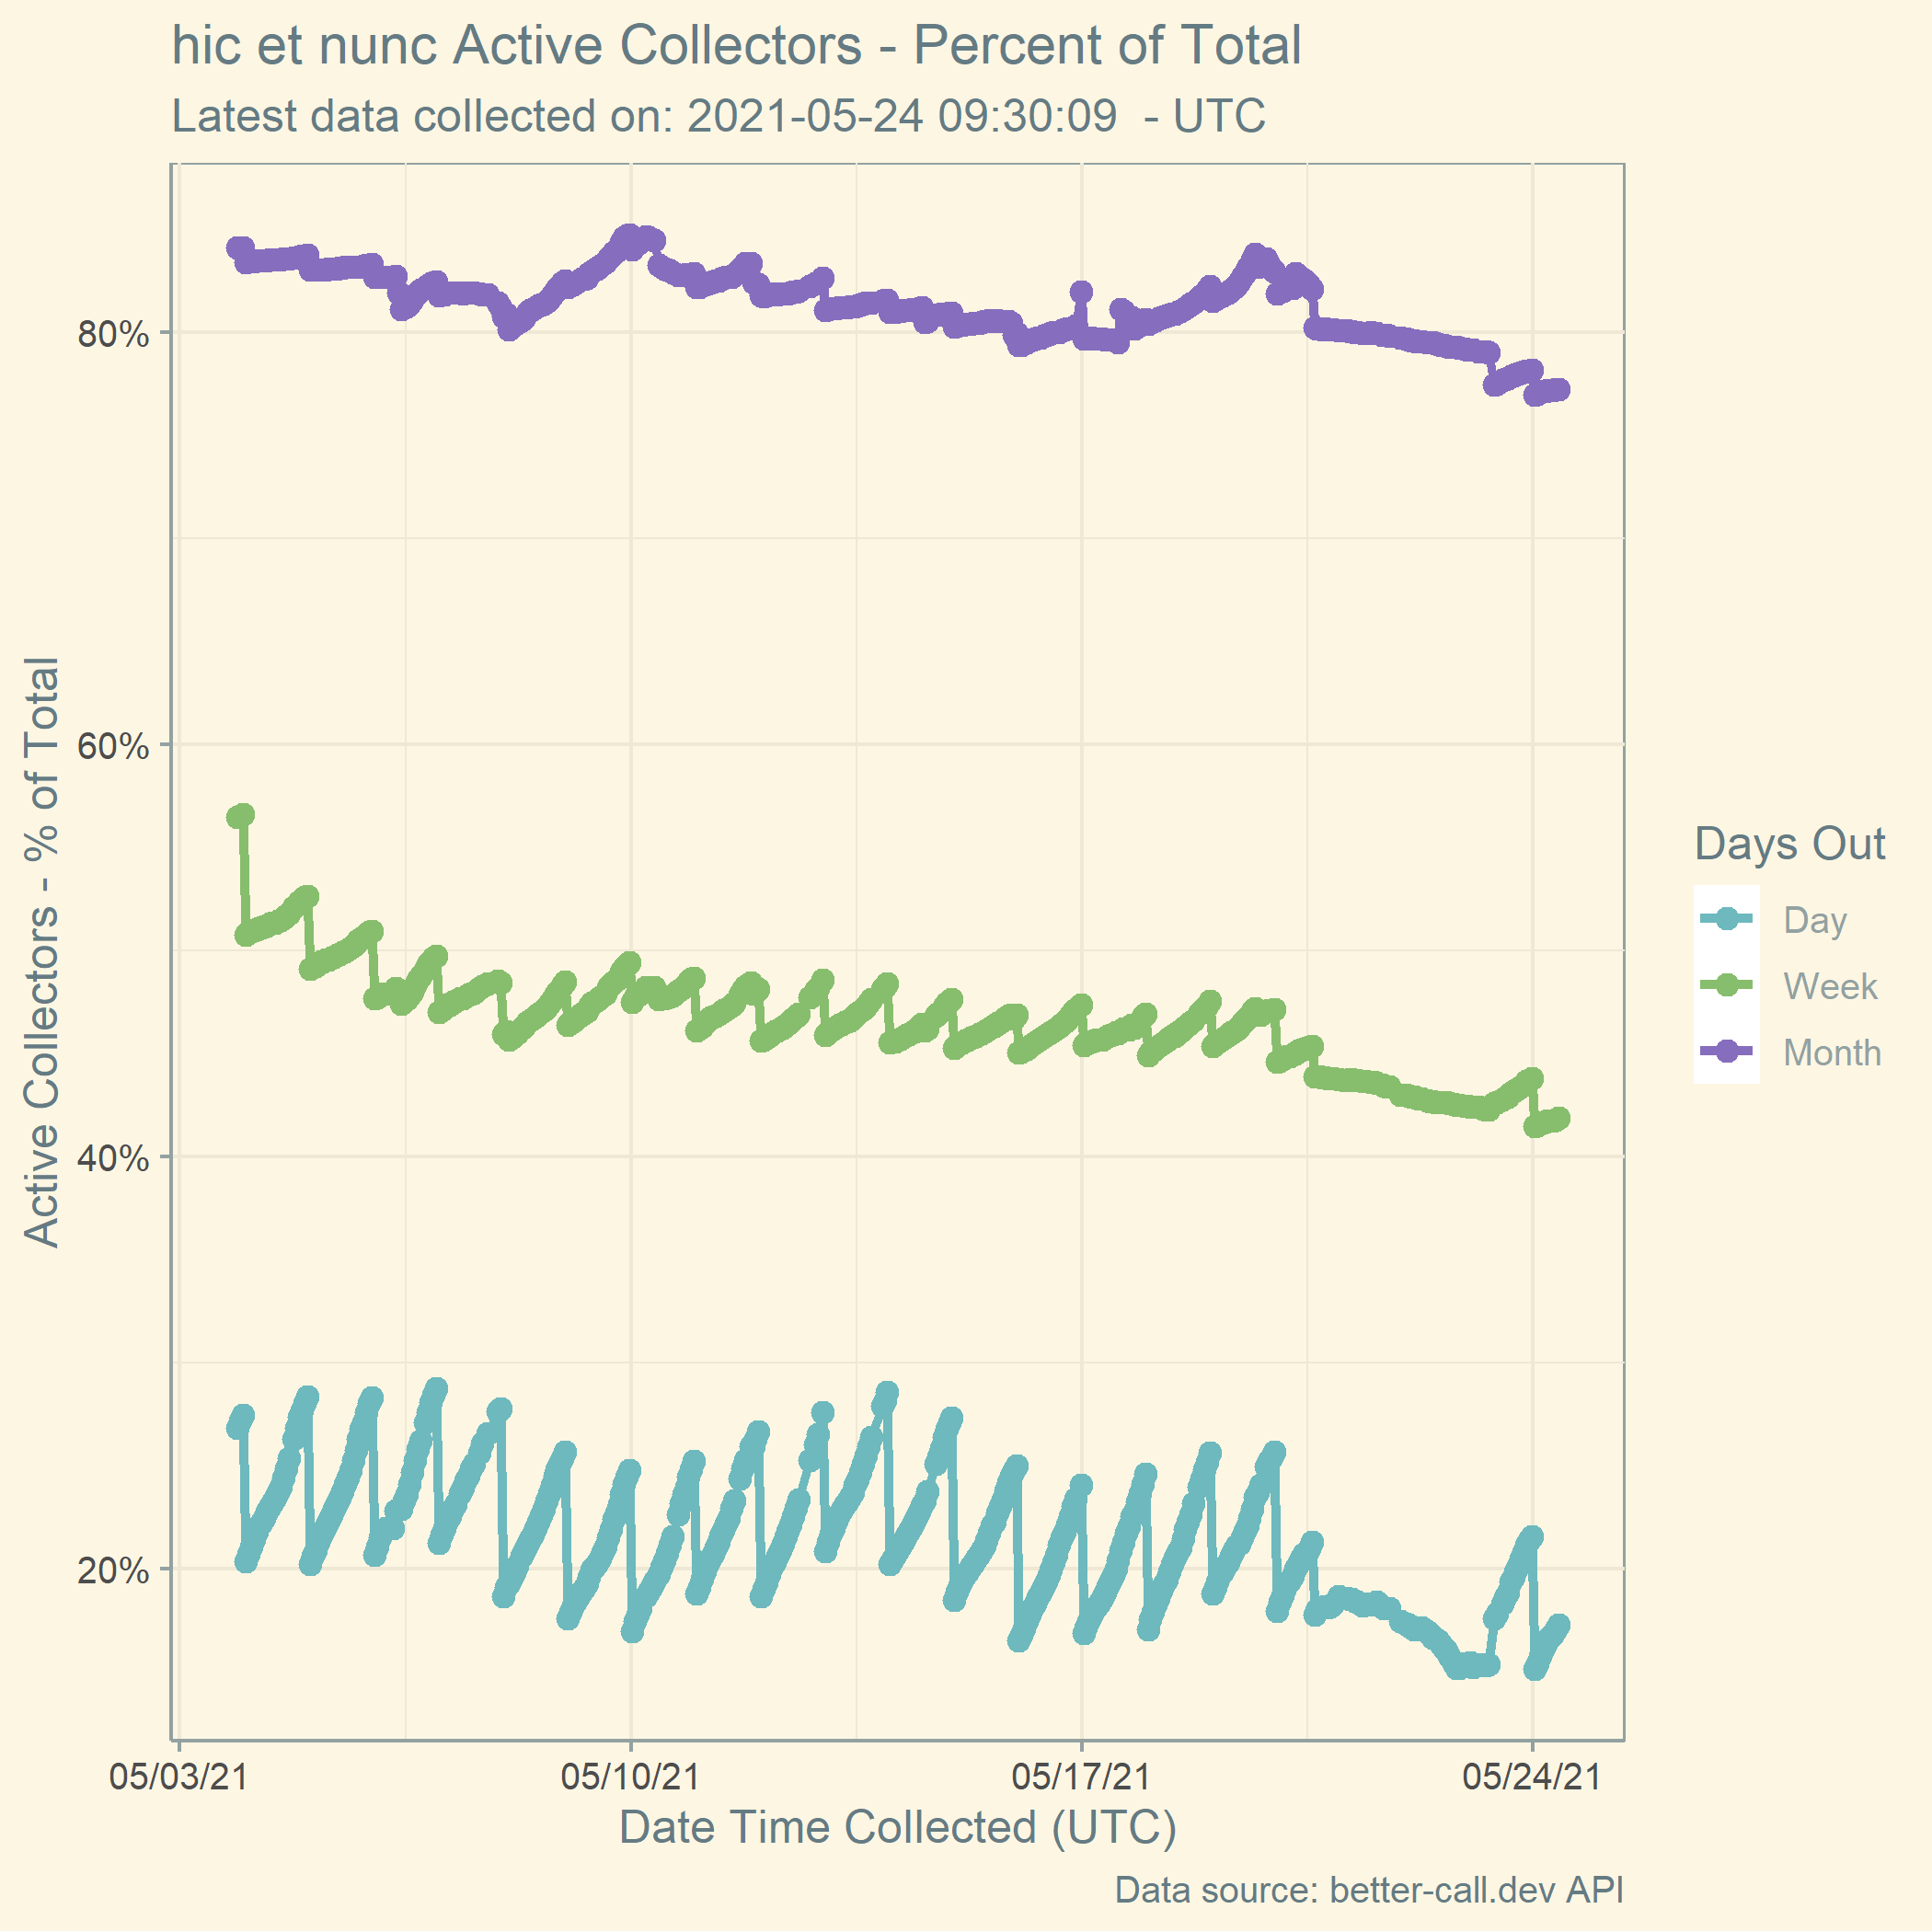 hic et nunc Active Collectors - Percent of Total
Latest data collected on: 2021-05-24 09:30:09  - UTC
Active Collectors - % of Total
80%
60%
40%
20%
05/03/21
05/10/21
05/17/21
05/24/21
Date Time Collected (UTC)
Days Out
Day
Week
Month
Data source: better-call.dev API